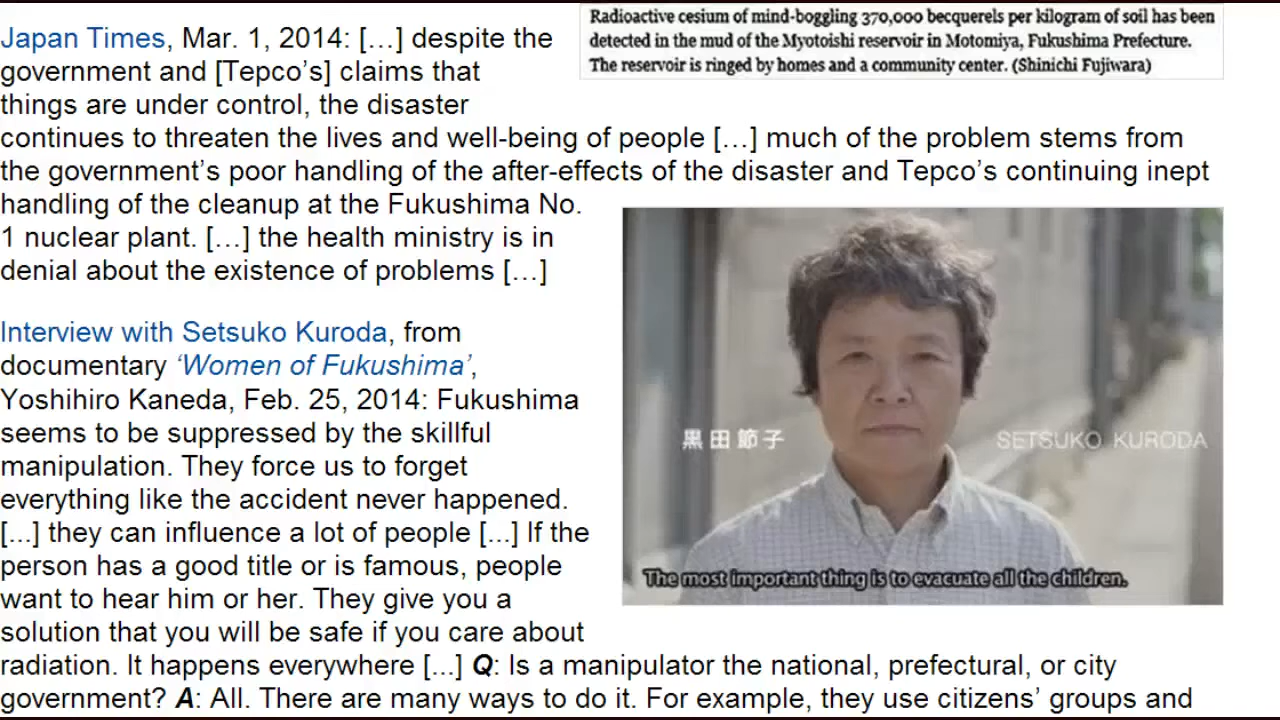 Radioactive cesium of mind-boggling 370,000 becquerels per kilogram of soil has been
detected in the mud of the Myotoishi reservoir in Motomiya, Fukushima Prefecture.
The reservoir is ringed by homes and a community center. (Shinichi Fujiwara)
Japan Times, Mar. 1, 2014: […] despite the
government and [Tepco’s] claims that
things are under control, the disaster
continues to threaten the lives and well-being of people […] much of the problem stems from
the government’s poor handling of the after-effects of the disaster and Tepco’s continuing inept
handling of the cleanup at the Fukushima No.
1 nuclear plant. […] the health ministry is in
denial about the existence of problems […]
Interview with Setsuko Kuroda, from
documentary ‘Women of Fukushima’,
Yoshihiro Kaneda, Feb. 25, 2014: Fukushima
seems to be suppressed by the skillful
manipulation. They force us to forget
everything like the accident never happened.
[...] they can influence a lot of people [...] If the
person has a good title or is famous, people
want to hear him or her. They give you a
solution that you will be safe if you care about
radiation. It happens everywhere [...] Q: Is a manipulator the national, prefectural, or city
government? A: All. There are many ways to do it. For example, they use citizens’ groups and
黒田節子
SETSUKO KURODA
The most important thing is to evacuate all the children.